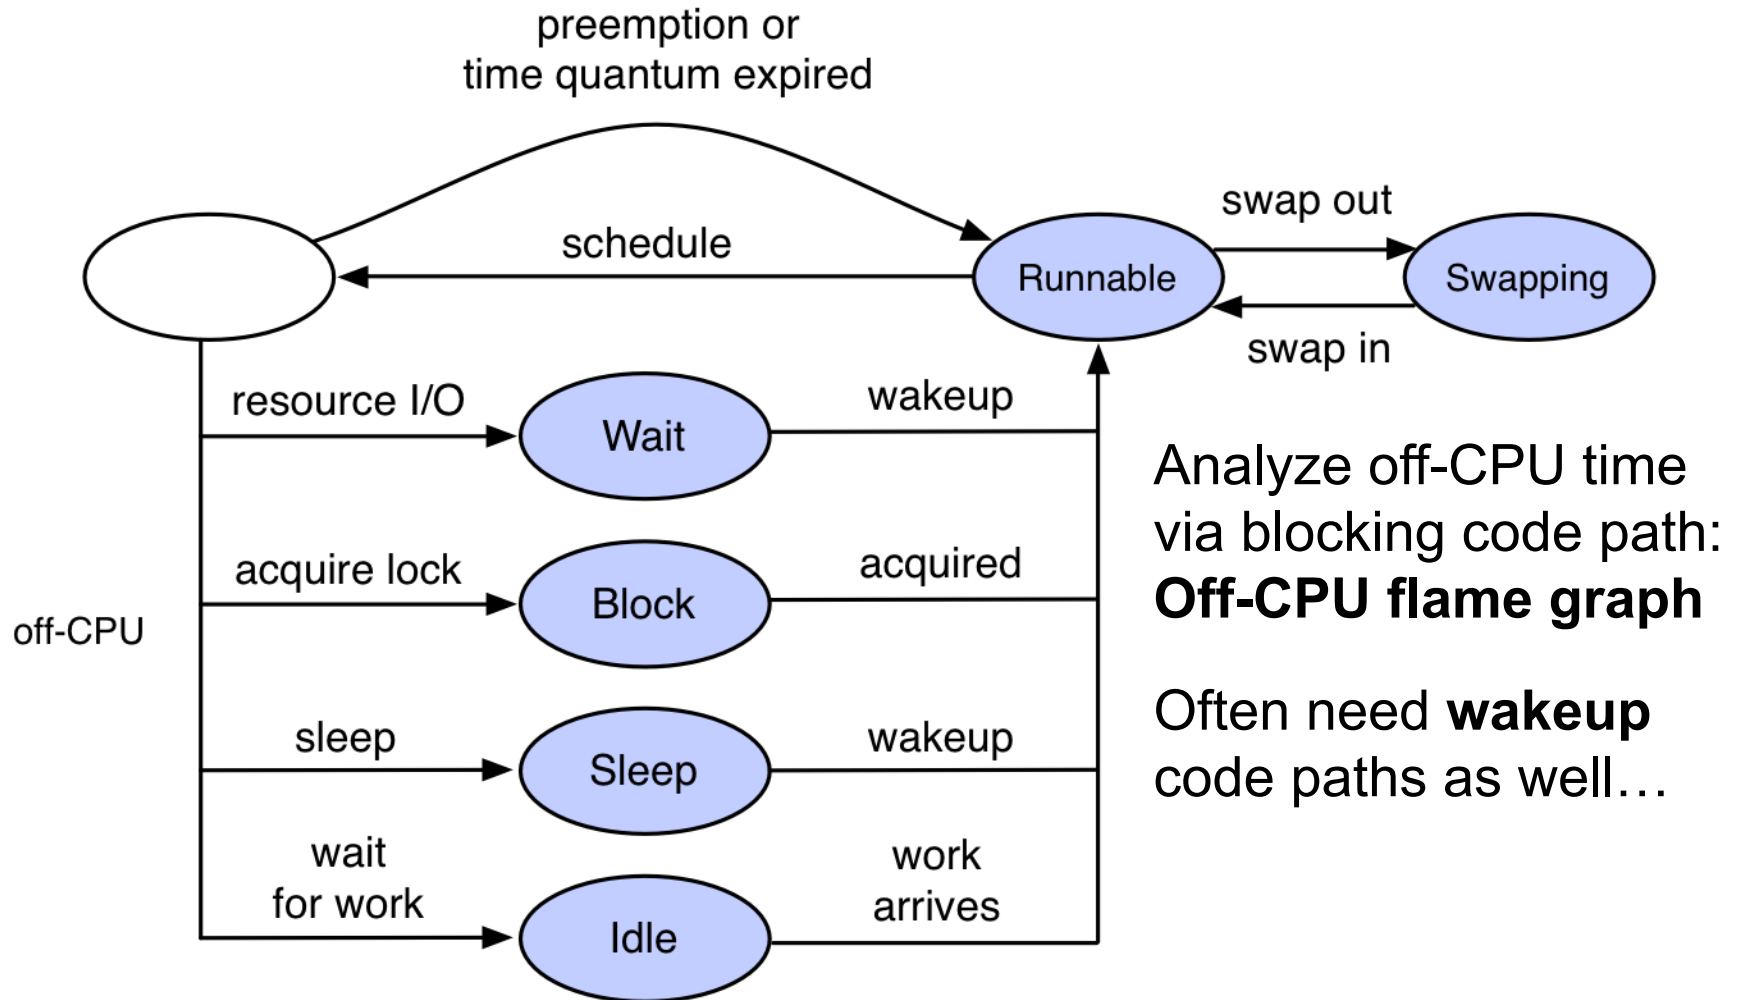 preemption or
time quantum expired
schedule
Runnable
swap out
Swapping
swap in
resource I/O
Wait
wakeup
acquire lock
Block
acquired
off-CPU
sleep
Sleep
wakeup
wait
for work
Idle
work
arrives
Analyze off-CPU time
via blocking code path:
Off-CPU flame graph
Often need wakeup
code paths as well…